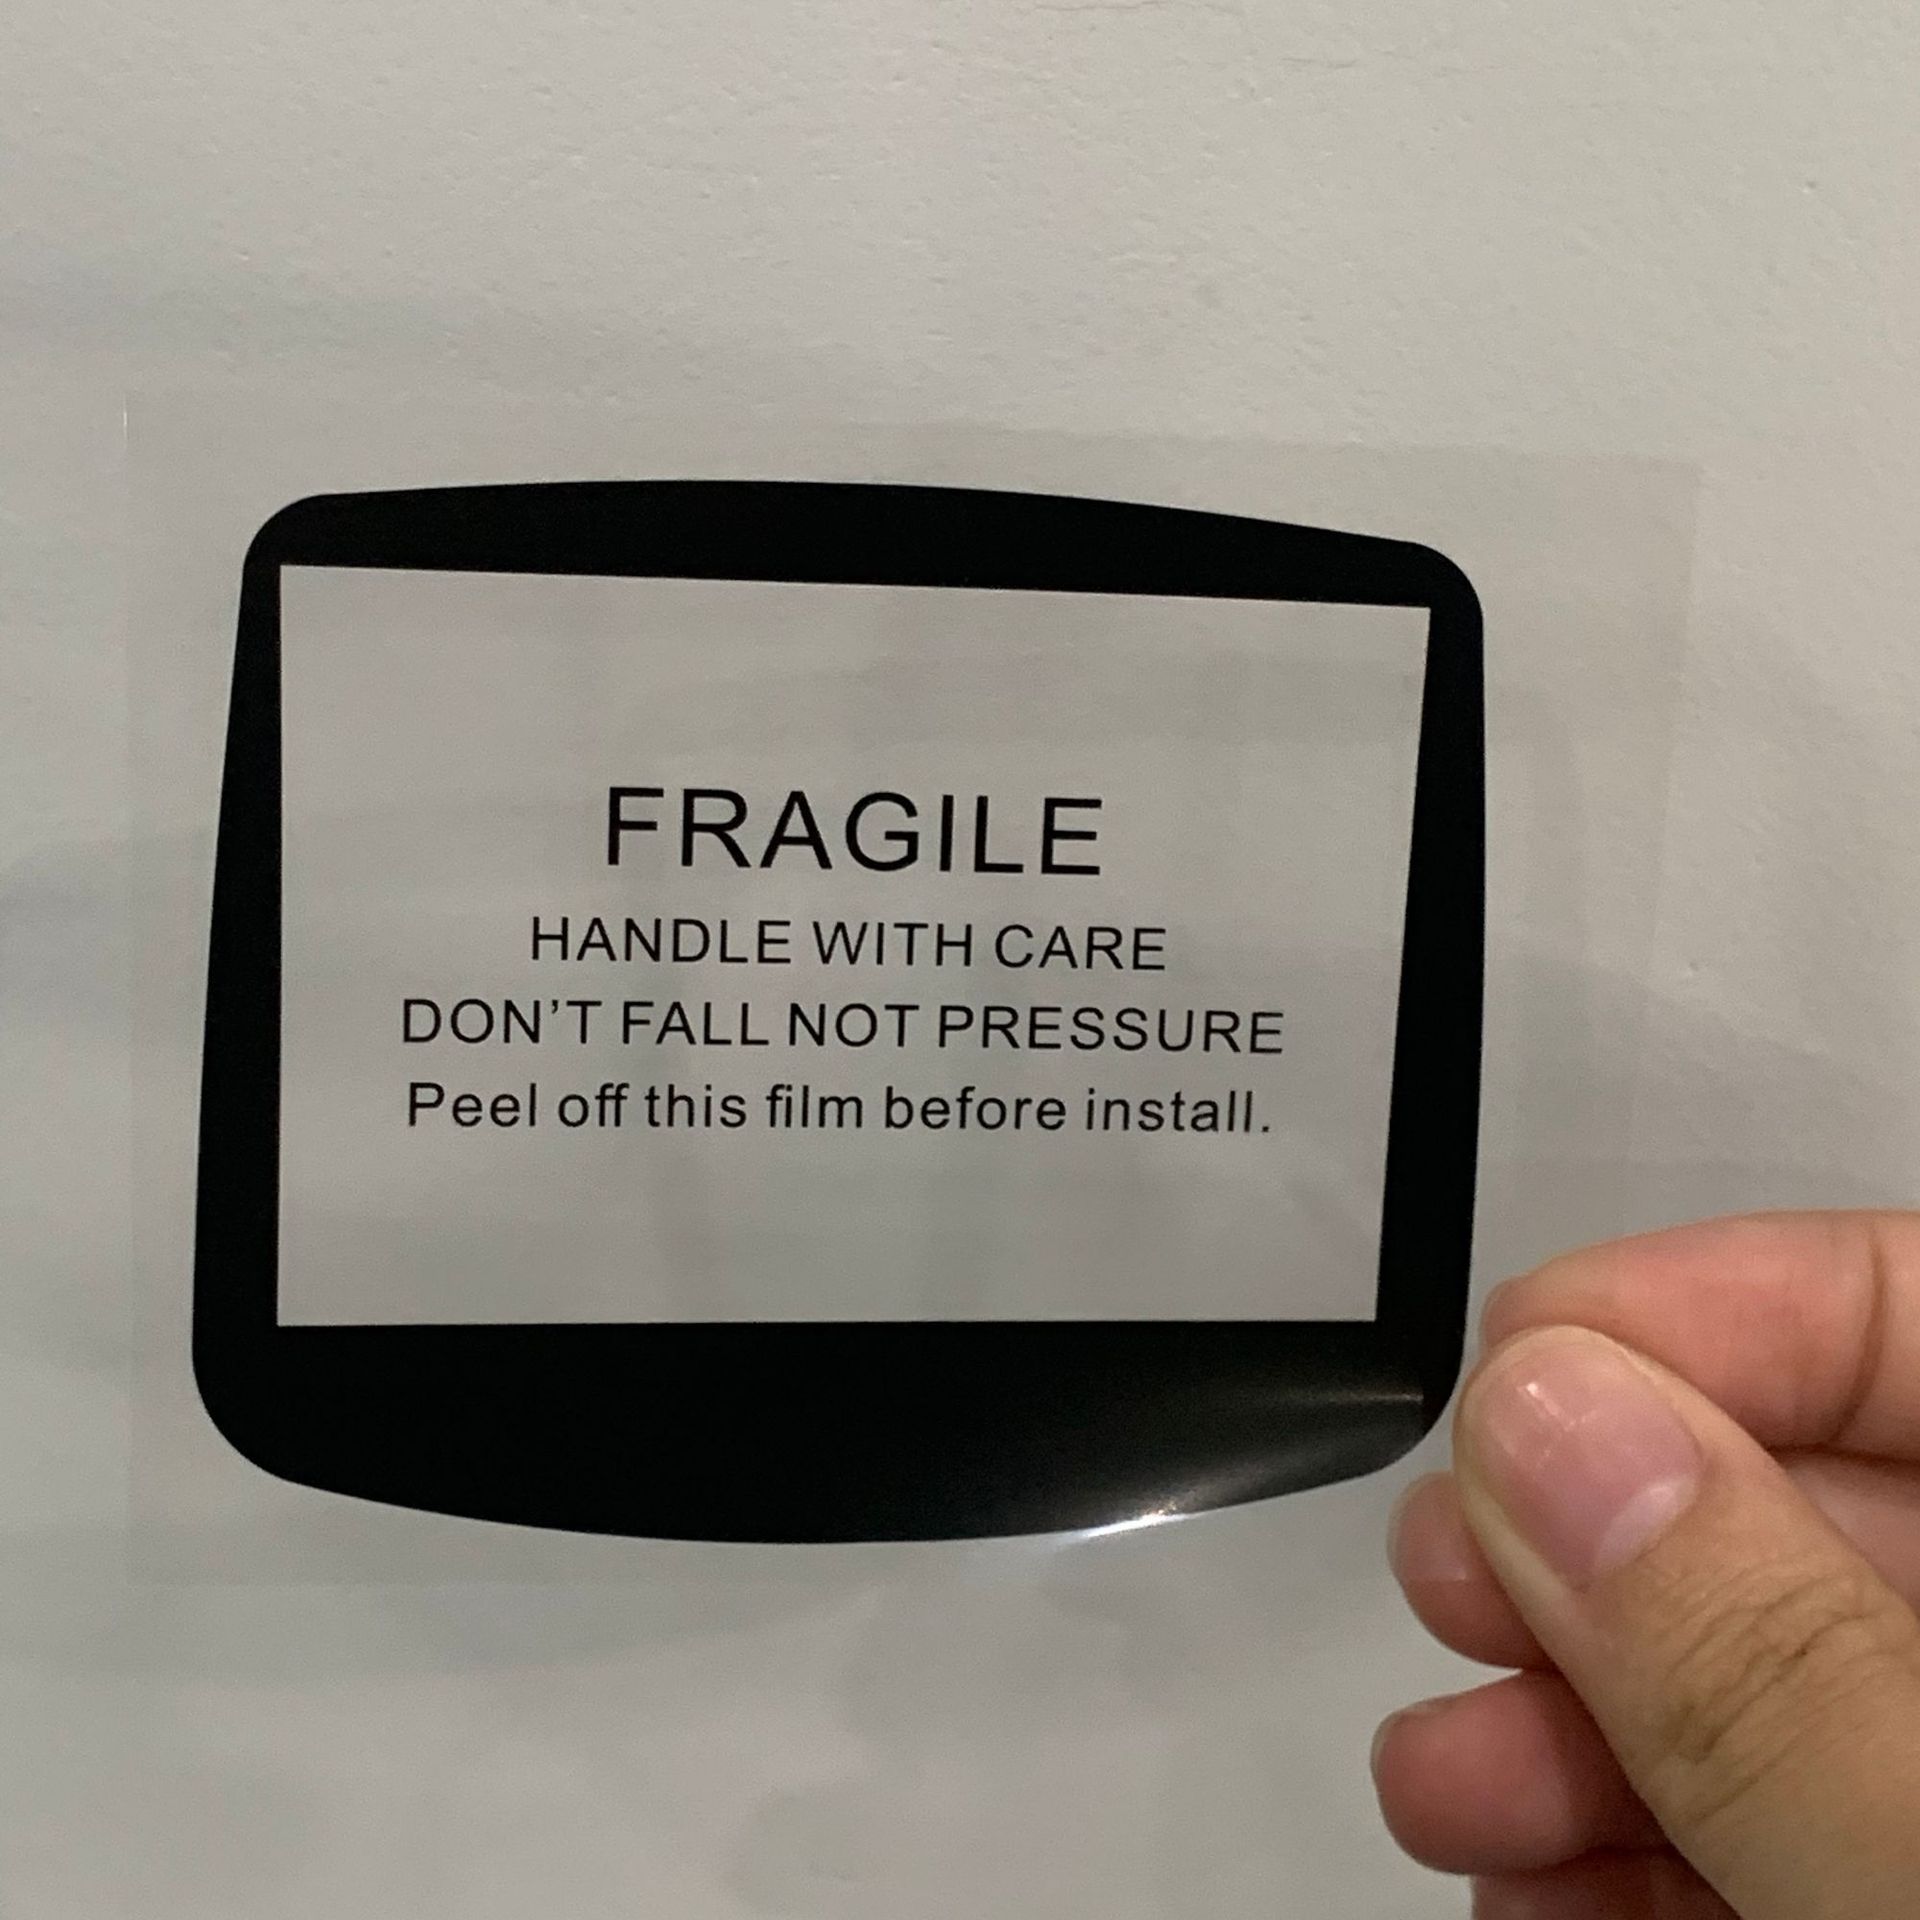 FRAGILE
HANDLE WITH CARE
DON'T FALL NOT PRESSURE
Peel off this film before install.